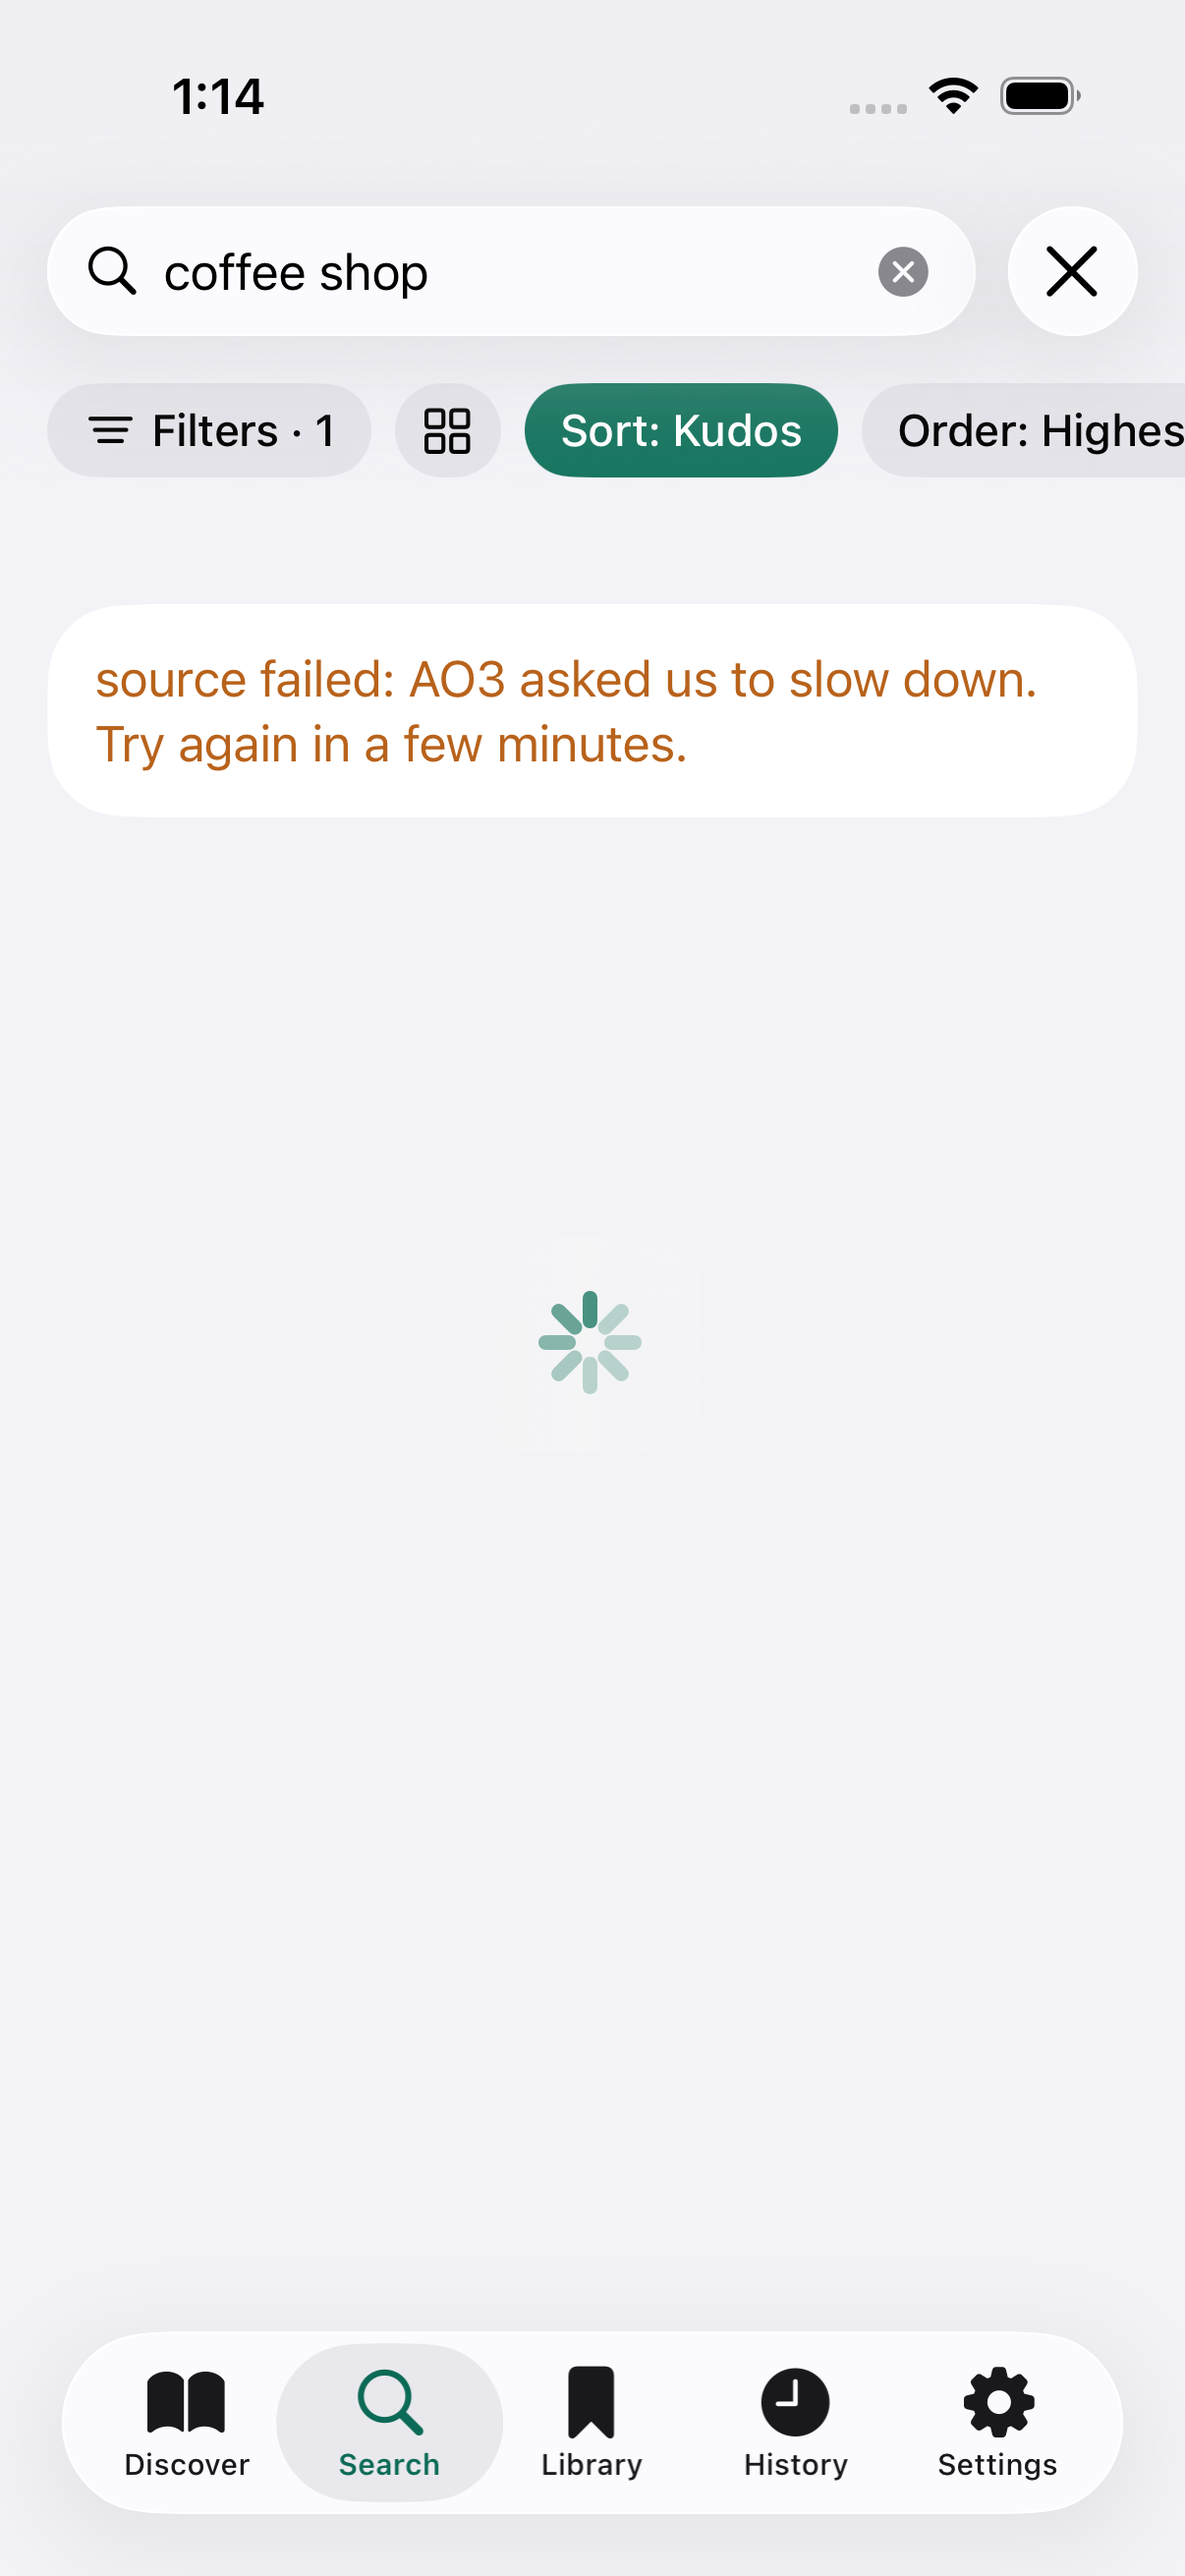 1:14
coffee shop
Filters · 1
Sort: Kudos
Order: Highes
source failed: AO3 asked us to slow down.
Try again in a few minutes.
Discover
Search
Library
History
Settings